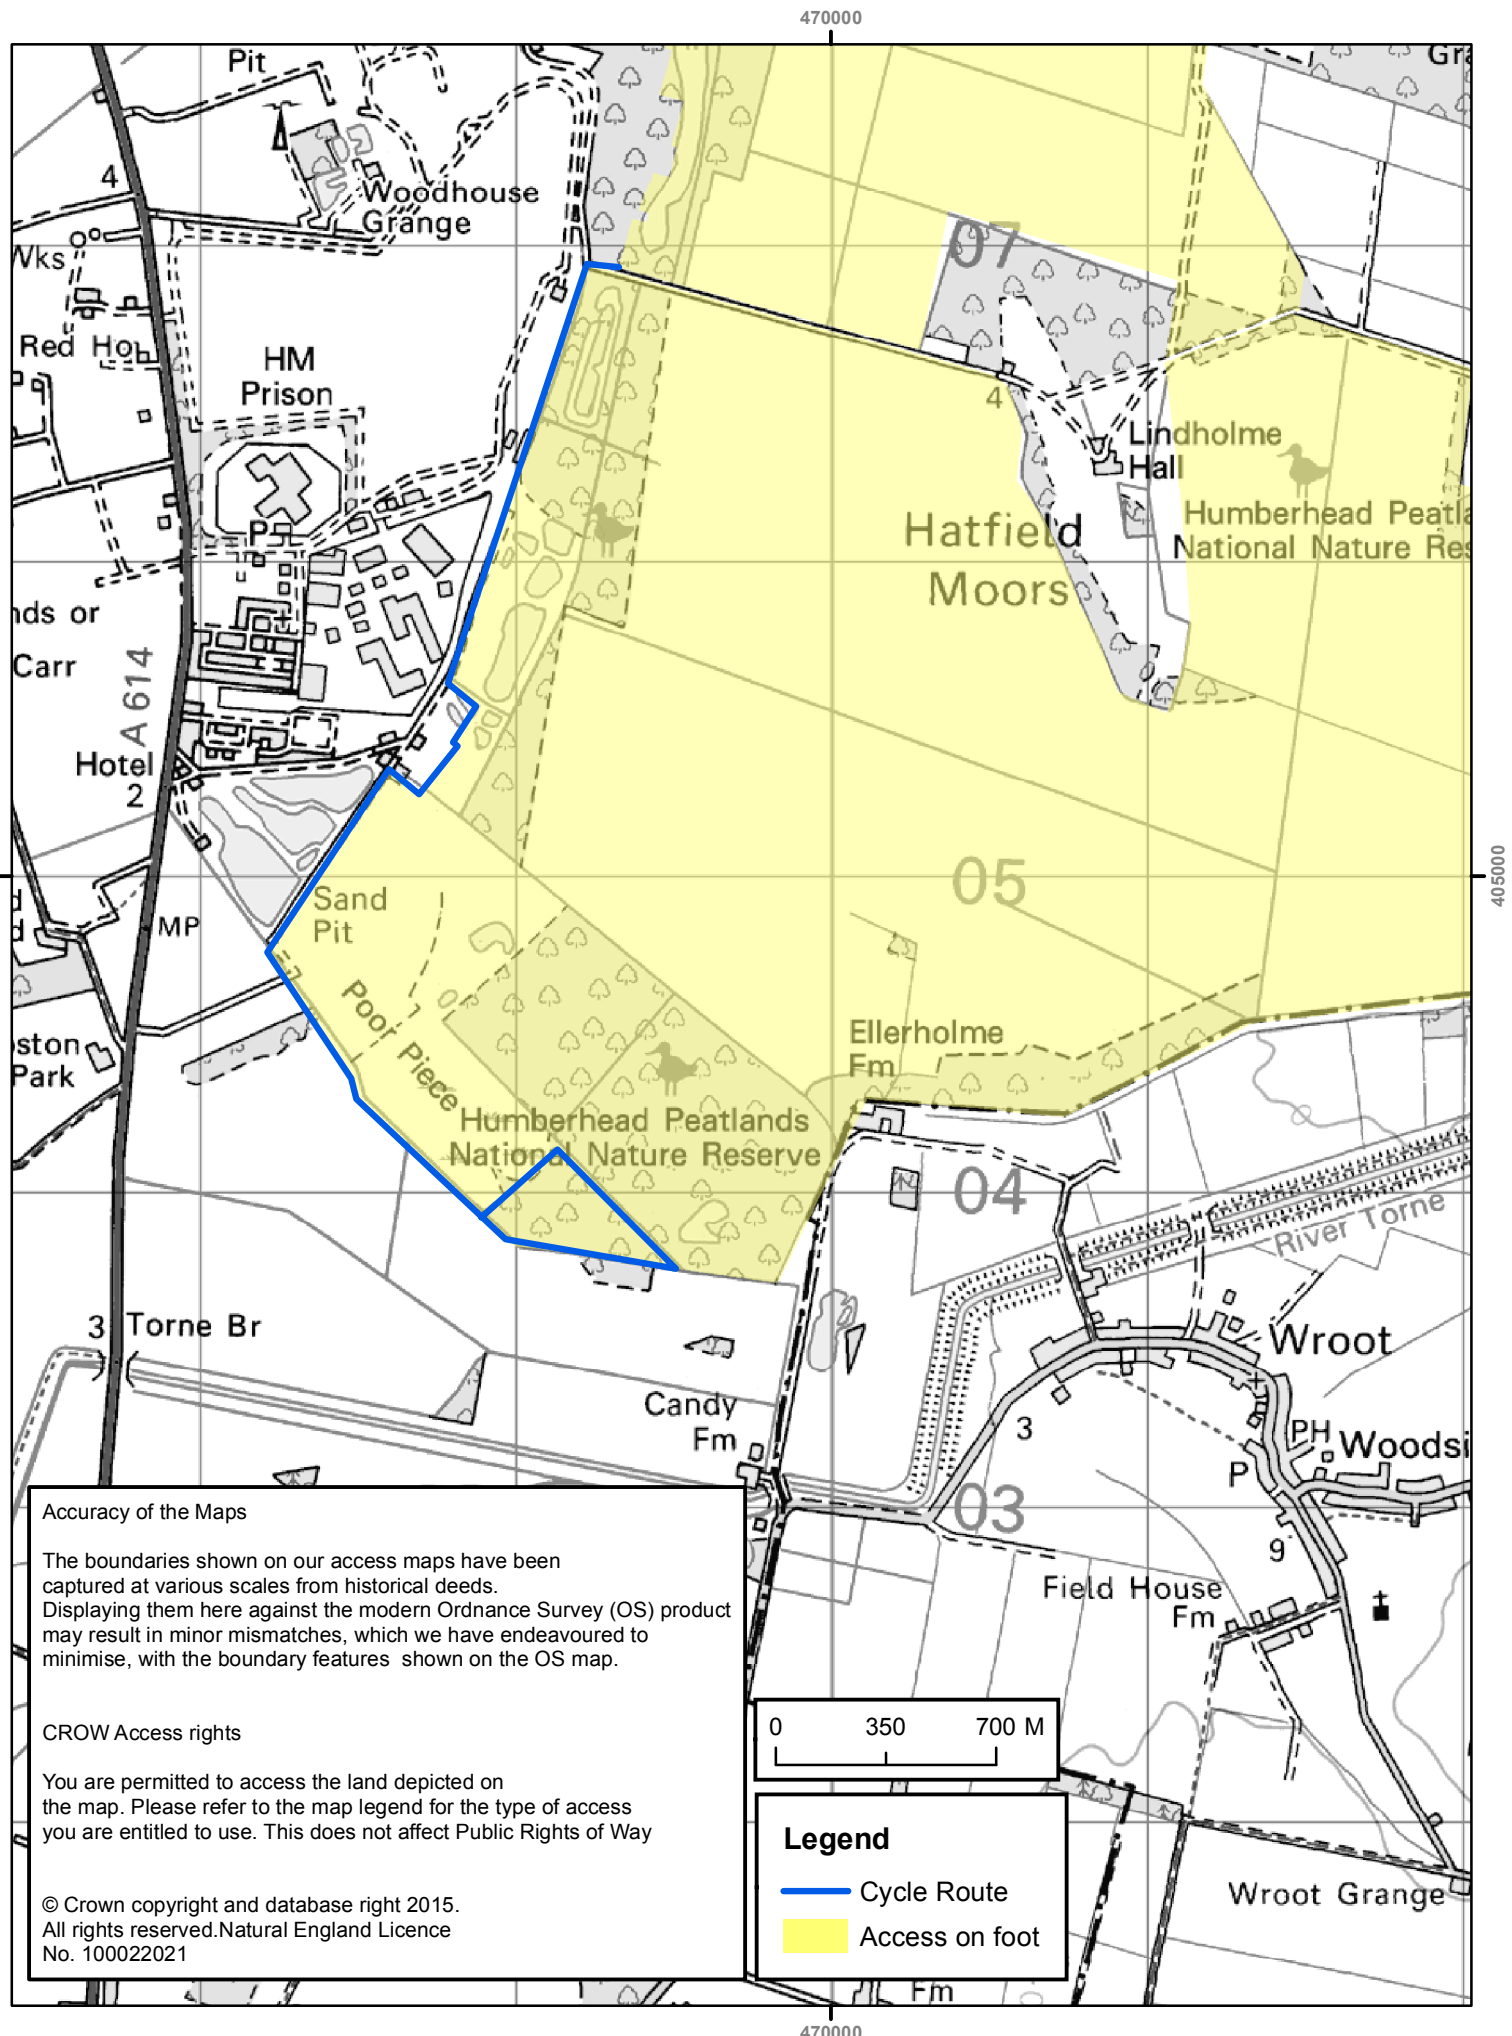 470000
Pit
Gra
4
Woodhouse
Grange
Wks
07
Red Ho
HM
Prison
4
Lindholme
Hall
Hatfield
Moors
Humberhead Peatla
National Nature Res
P
nds or
Carr
A 614
Hotel
2
405000
05
Sand
Pit
MP
d
d
Poor Piece
Ellerholme
Fm
oston
Park
Humberhead Peatlands
National Nature Reserve
04
River Torne
3
Torne Br
Wroot
Candy
Fm
3
PH
Woodsi
P
03
9
Field House
Fm
Wroot Grange
Fm
Accuracy of the Maps
The boundaries shown on our access maps have been
captured at various scales from historical deeds.
Displaying them here against the modern Ordnance Survey (OS) product
may result in minor mismatches, which we have endeavoured to
minimise, with the boundary features shown on the OS map.
CROW Access rights
You are permitted to access the land depicted on
the map. Please refer to the map legend for the type of access
you are entitled to use. This does not affect Public Rights of Way
© Crown copyright and database right 2015.
All rights reserved.Natural England Licence
No. 100022021
0 350 700 M
Legend
Cycle Route
Access on foot
470000